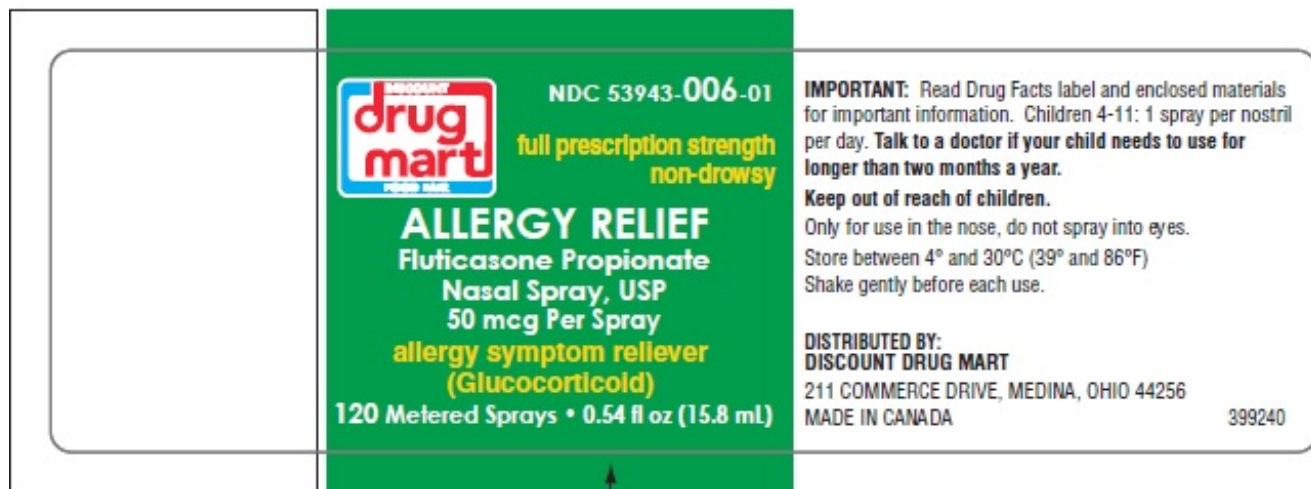 DISCOUNT
drug
mart
FOOD FAIR
NDC 53943-006-01
full prescription strength
non-drowsy
ALLERGY RELIEF
Fluticasone Propionate
Nasal Spray, USP
50 mcg Per Spray
allergy symptom reliever
(Glucocorticoid)
120 Metered Sprays • 0.54 fl oz (15.8 mL)
IMPORTANT: Read Drug Facts label and enclosed materials
for important information. Children 4-11: 1 spray per nostril
per day. Talk to a doctor if your child needs to use for
longer than two months a year.
Keep out of reach of children.
Only for use in the nose, do not spray into eyes.
Store between 4º and 30ºC (39º and 86ºF)
Shake gently before each use.
DISTRIBUTED BY:
DISCOUNT DRUG MART
211 COMMERCE DRIVE, MEDINA, OHIO 44256
MADE IN CANADA 399240